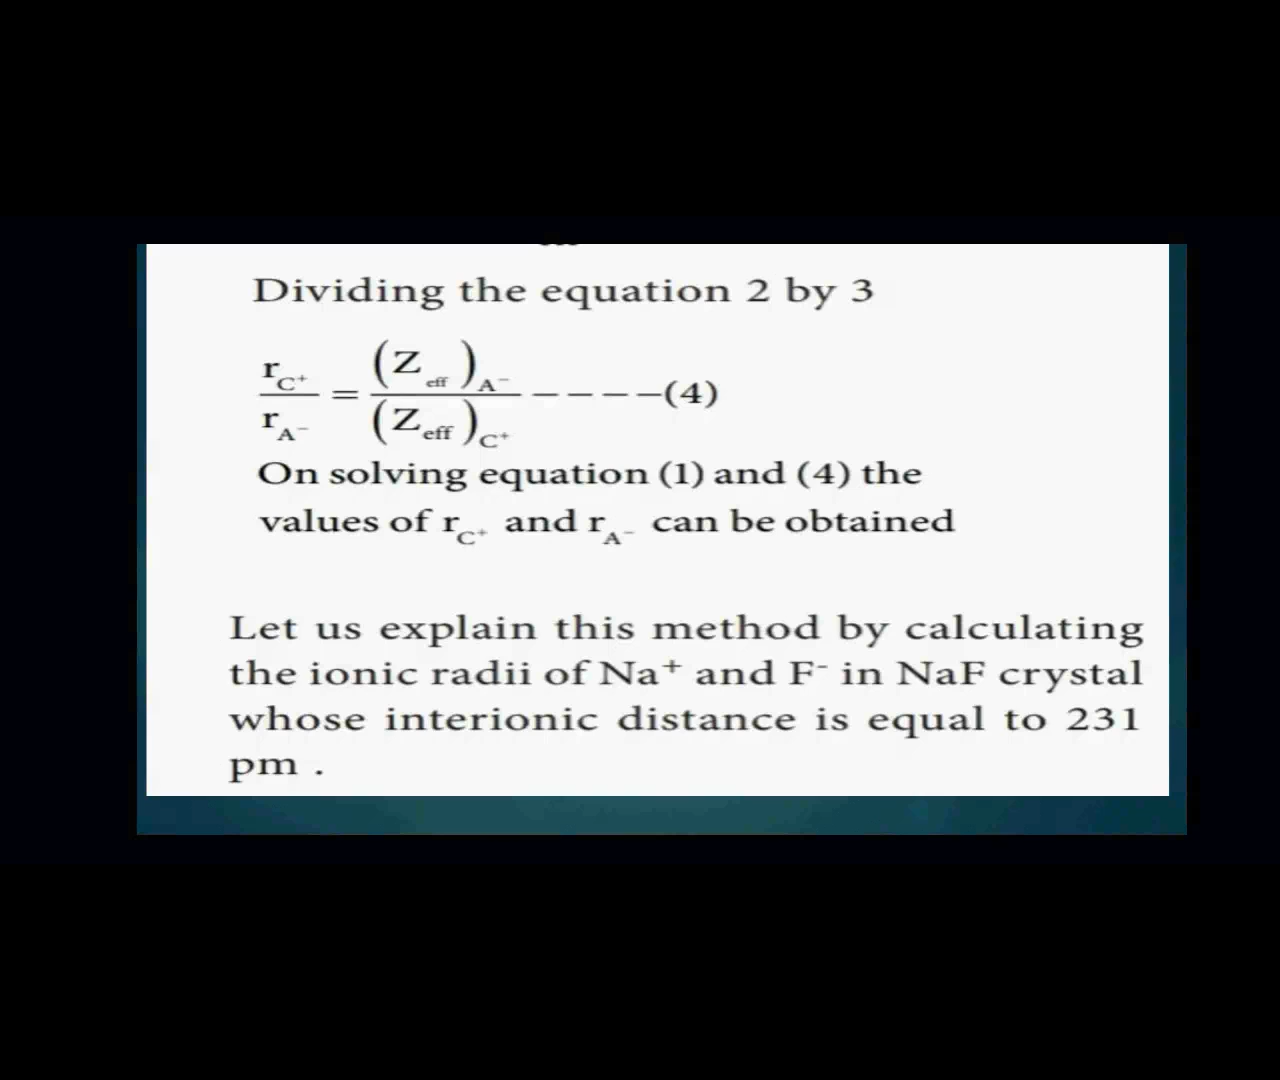 Dividing the equation 2 by 3
r_C⁺ / r_A⁻ = (Z_eff)_A⁻ / (Z_eff)_C⁺ −−−−−(4)
On solving equation (1) and (4) the
values of r_C⁺ and r_A⁻ can be obtained
Let us explain this method by calculating
the ionic radii of Na⁺ and F⁻ in NaF crystal
whose interionic distance is equal to 231
pm .